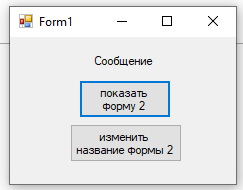 Form1
Сообщение
показать
форму 2
изменить
название формы 2